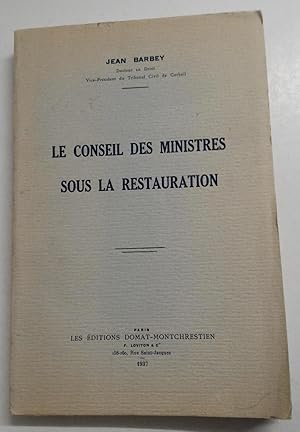 JEAN BARBEY
Docteur en Droit
Vice-Président du Tribunal Civil de Corbeil
LE CONSEIL DES MINISTRES
SOUS LA RESTAURATION
PARIS
LES ÉDITIONS DOMAT-MONTCHRESTIEN
F. LOVITON & Cie
158-160, Rue Saint-Jacques
1937